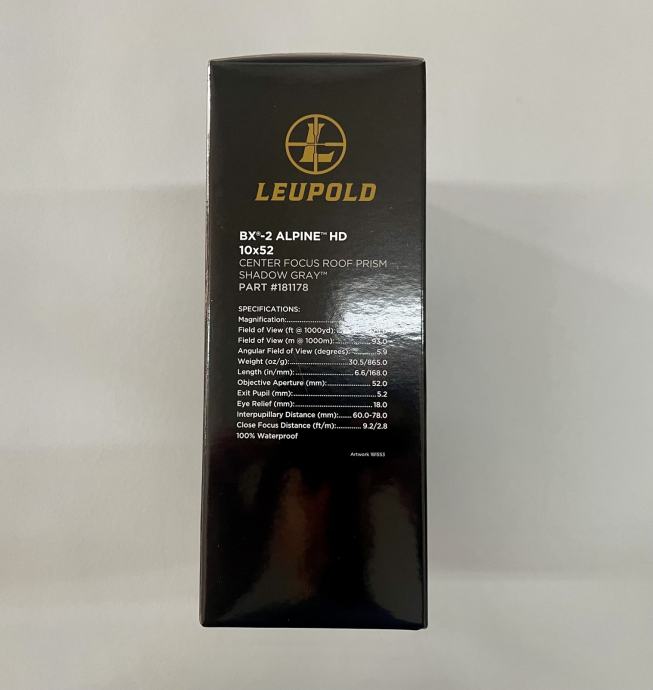 LEUPOLD
BX®-2 ALPINE™ HD
10x52
CENTER FOCUS ROOF PRISM
SHADOW GRAY™
PART #181178
SPECIFICATIONS:
Magnification:
Field of View (ft @ 1000yd):
Field of View (m @ 1000m):........93.0
Angular Field of View (degrees):........5.9
Weight (oz/g):........30.5/865.0
Length (in/mm):........6.6/168.0
Objective Aperture (mm):........52.0
Exit Pupil (mm):........5.2
Eye Relief (mm):........18.0
Interpupillary Distance (mm):.....60.0-78.0
Close Focus Distance (ft/m):........9.2/2.8
100% Waterproof
Artwork 181553